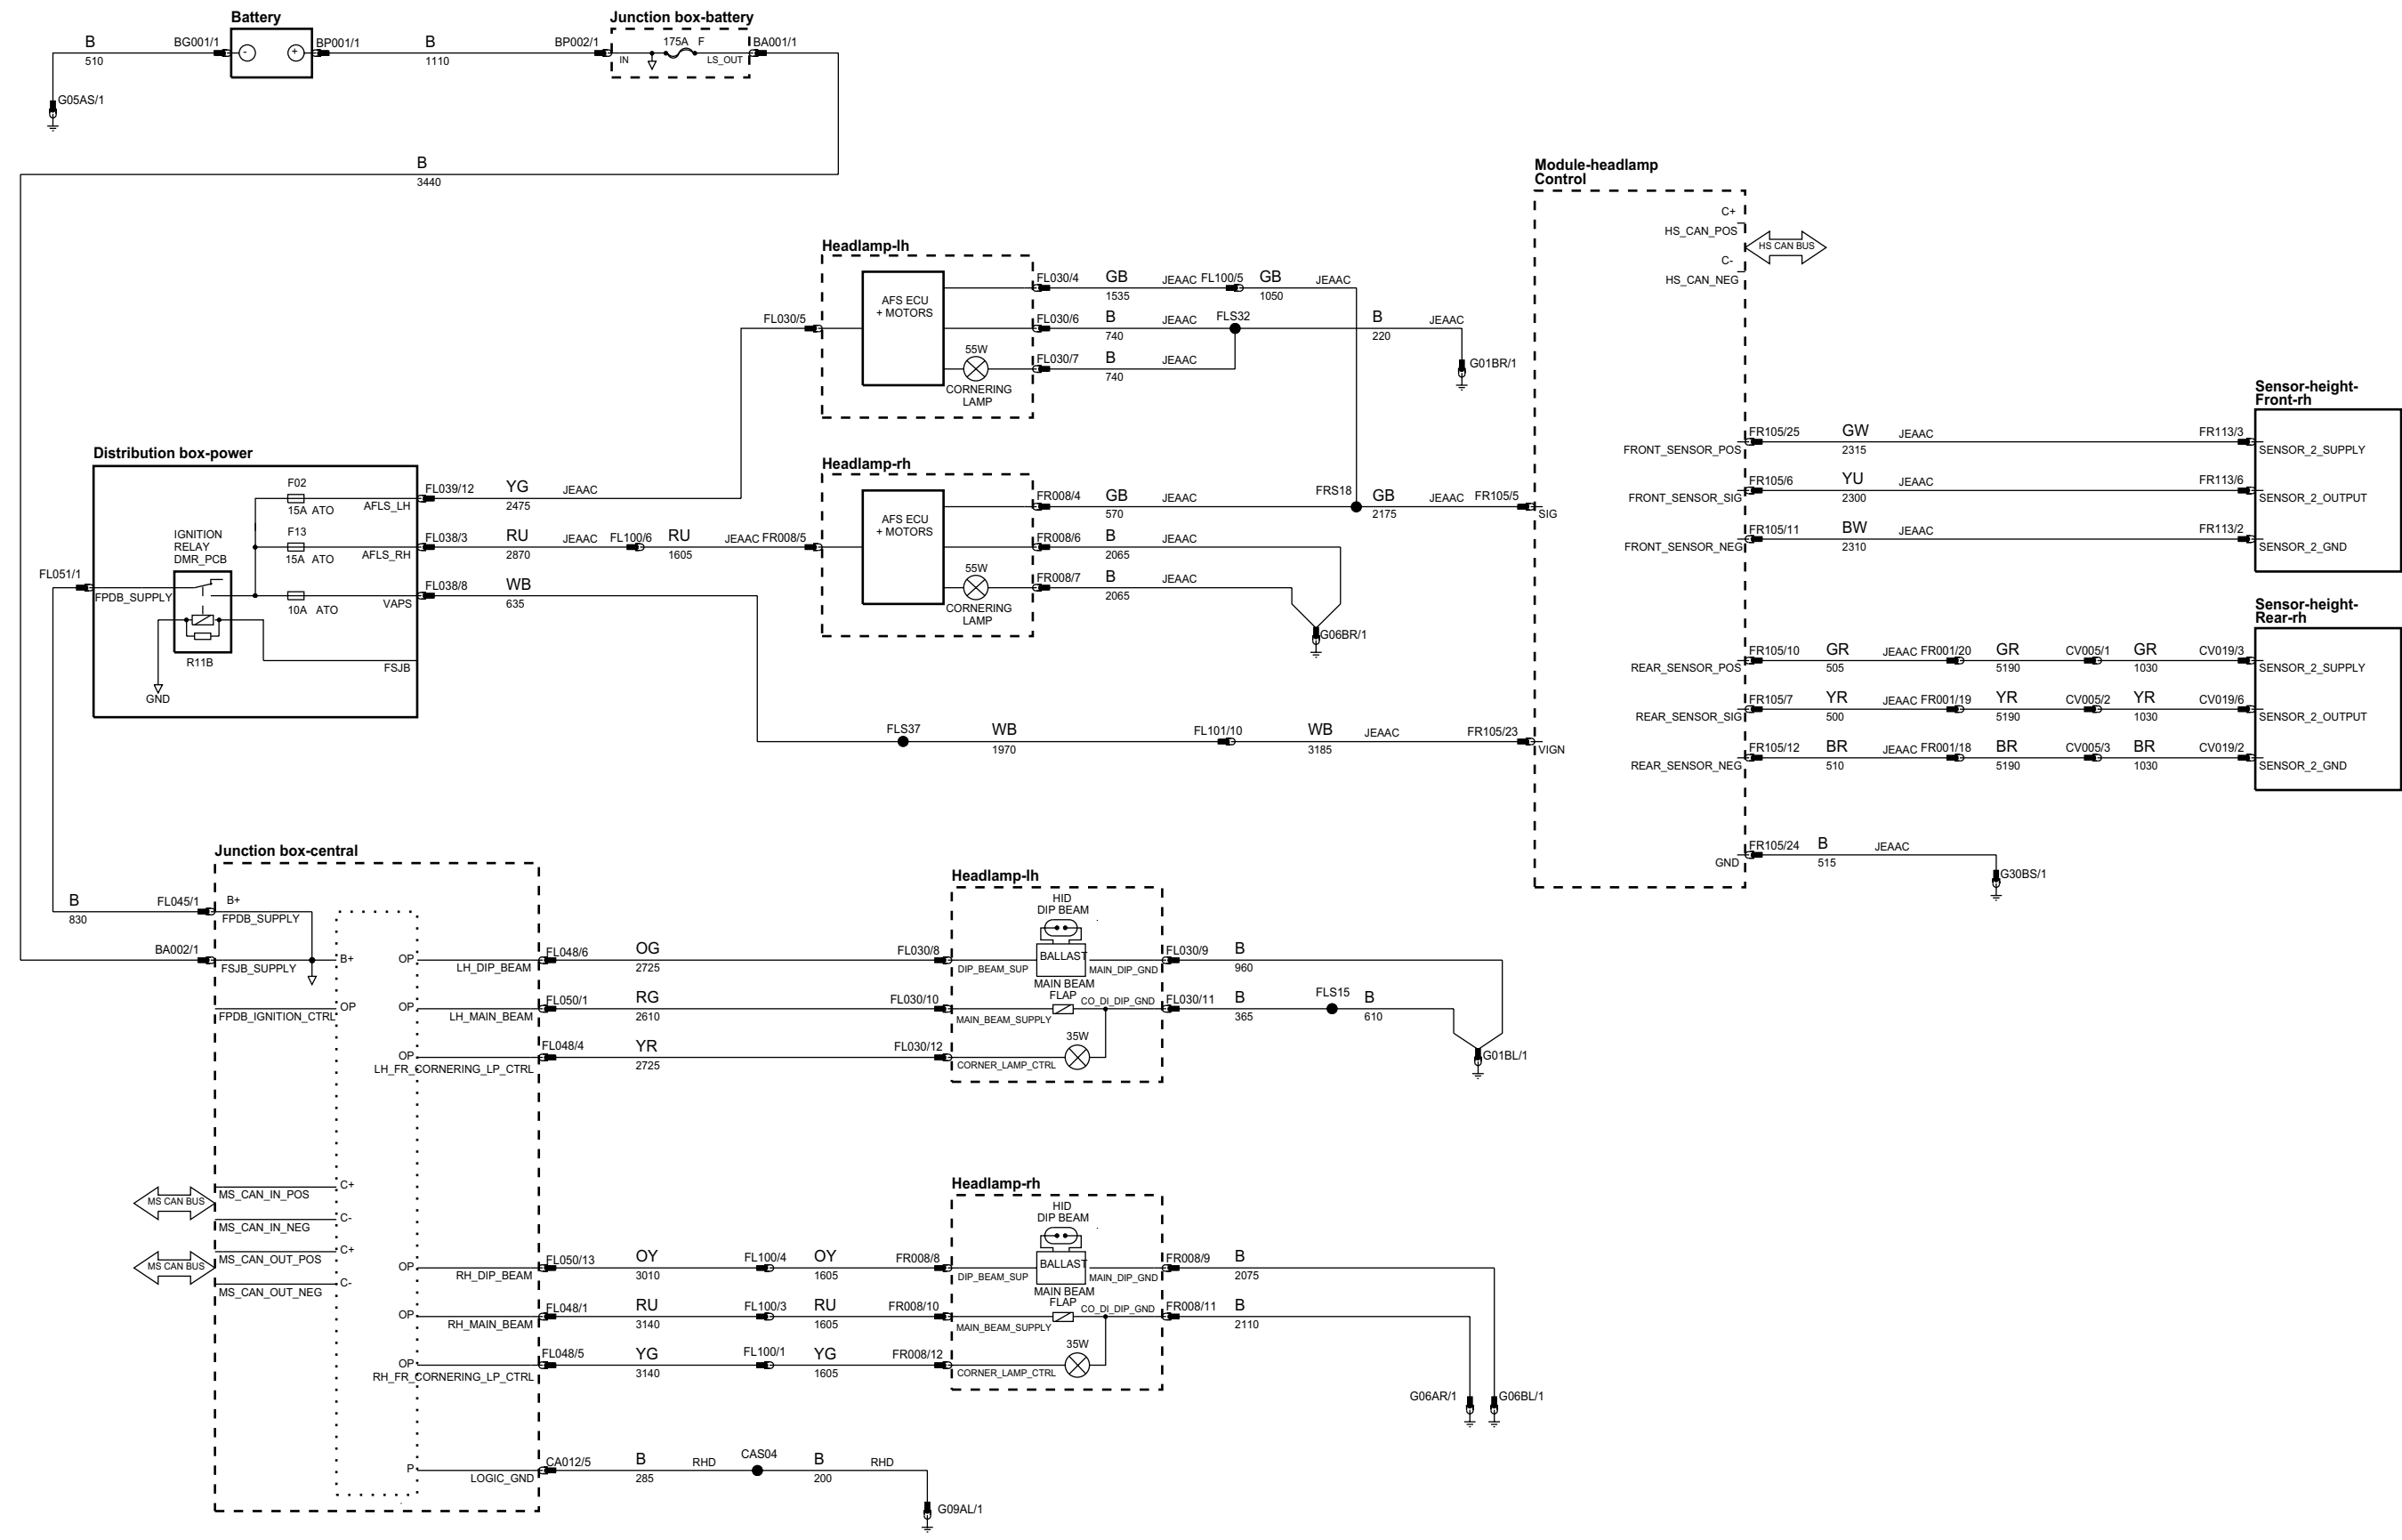 Battery
Junction box-battery
B
510
BG001/1
-
+
BP001/1
B
1110
BP002/1
IN
175A F
LS_OUT
BA001/1
G05AS/1
B
3440
Module-headlamp
Control
C+
HS_CAN_POS
HS CAN BUS
C-
HS_CAN_NEG
Headlamp-lh
AFS ECU
+ MOTORS
FL030/5
FL030/4
GB
1535
JEAAC
FL100/5
GB
1050
JEAAC
FL030/6
B
740
JEAAC
FLS32
B
220
JEAAC
55W
FL030/7
B
740
JEAAC
CORNERING
LAMP
G01BR/1
Sensor-height-
Front-rh
FRONT_SENSOR_POS
FR105/25
GW
2315
JEAAC
FR113/3
SENSOR_2_SUPPLY
FRONT_SENSOR_SIG
FR105/6
YU
2300
JEAAC
FR113/6
SENSOR_2_OUTPUT
FRONT_SENSOR_NEG
FR105/11
BW
2310
JEAAC
FR113/2
SENSOR_2_GND
Distribution box-power
F02
15A ATO
AFLS_LH
FL039/12
YG
2475
JEAAC
F13
15A ATO
AFLS_RH
FL038/3
RU
2870
JEAAC
FL100/6
RU
1605
JEAAC
FR008/5
IGNITION
RELAY
DMR_PCB
FL051/1
FPDB_SUPPLY
10A ATO
VAPS
FL038/8
WB
635
R11B
FSJB
GND
Headlamp-rh
AFS ECU
+ MOTORS
FR008/4
GB
570
JEAAC
FRS18
GB
2175
JEAAC
FR105/5
SIG
FR008/6
B
2065
JEAAC
55W
FR008/7
B
2065
JEAAC
CORNERING
LAMP
G06BR/1
Sensor-height-
Rear-rh
REAR_SENSOR_POS
FR105/10
GR
505
JEAAC
FR001/20
GR
5190
CV005/1
GR
1030
CV019/3
SENSOR_2_SUPPLY
REAR_SENSOR_SIG
FR105/7
YR
500
JEAAC
FR001/19
YR
5190
CV005/2
YR
1030
CV019/6
SENSOR_2_OUTPUT
REAR_SENSOR_NEG
FR105/12
BR
510
JEAAC
FR001/18
BR
5190
CV005/3
BR
1030
CV019/2
SENSOR_2_GND
FLS37
WB
1970
FL101/10
WB
3185
JEAAC
FR105/23
VIGN
GND
FR105/24
B
515
JEAAC
G30BS/1
Junction box-central
B
830
FL045/1
B+
FPDB_SUPPLY
BA002/1
FSJB_SUPPLY
B+
FPDB_IGNITION_CTRL
OP
OP
LH_DIP_BEAM
FL048/6
OG
2725
FL030/8
OP
LH_MAIN_BEAM
FL050/1
RG
2610
FL030/10
OP
LH_FR_CORNERING_LP_CTRL
FL048/4
YR
2725
FL030/12
Headlamp-lh
HID
DIP BEAM
BALLAST
DIP_BEAM_SUP
MAIN_DIP_GND
MAIN BEAM
FLAP
CO_DI_DIP_GND
MAIN_BEAM_SUPPLY
35W
CORNER_LAMP_CTRL
FL030/9
B
960
FL030/11
B
365
FLS15
B
610
G01BL/1
MS CAN BUS
MS_CAN_IN_POS
C+
MS_CAN_IN_NEG
C-
MS CAN BUS
MS_CAN_OUT_POS
C+
MS_CAN_OUT_NEG
C-
OP
RH_DIP_BEAM
FL050/13
OY
3010
FL100/4
OY
1605
FR008/8
OP
RH_MAIN_BEAM
FL048/1
RU
3140
FL100/3
RU
1605
FR008/10
OP
RH_FR_CORNERING_LP_CTRL
FL048/5
YG
3140
FL100/1
YG
1605
FR008/12
Headlamp-rh
HID
DIP BEAM
BALLAST
DIP_BEAM_SUP
MAIN_DIP_GND
MAIN BEAM
FLAP
CO_DI_DIP_GND
MAIN_BEAM_SUPPLY
35W
CORNER_LAMP_CTRL
FR008/9
B
2075
FR008/11
B
2110
G06AR/1
G06BL/1
P
LOGIC_GND
CA012/5
B
285
RHD
CAS04
B
200
RHD
G09AL/1